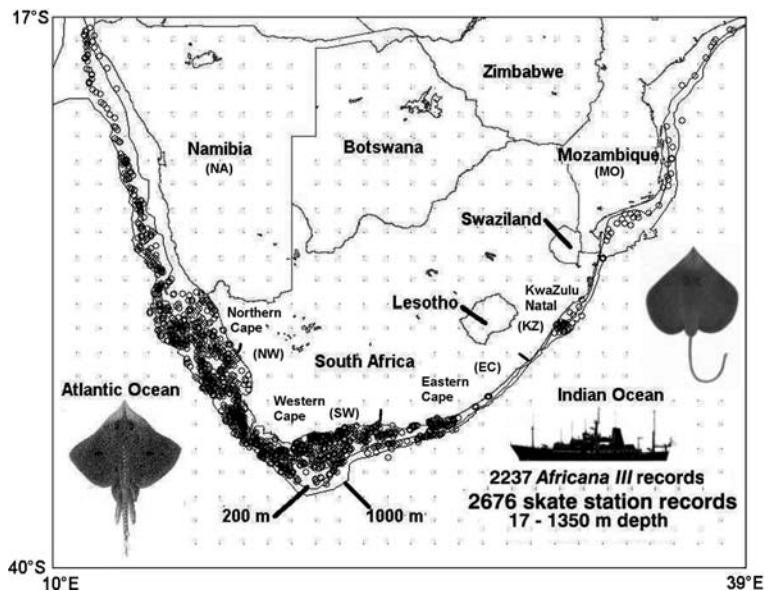 17°S
Zimbabwe
Namibia
(NA)
Botswana
Mozambique
(MO)
Swaziland
Lesotho
KwaZulu
Natal
(KZ)
Northern
Cape
(NW)
South Africa
(EC)
Eastern
Cape
Atlantic Ocean
Western
Cape
(SW)
Indian Ocean
2237 Africana III records
2676 skate station records
17 - 1350 m depth
200 m
1000 m
40°S
10°E
39°E